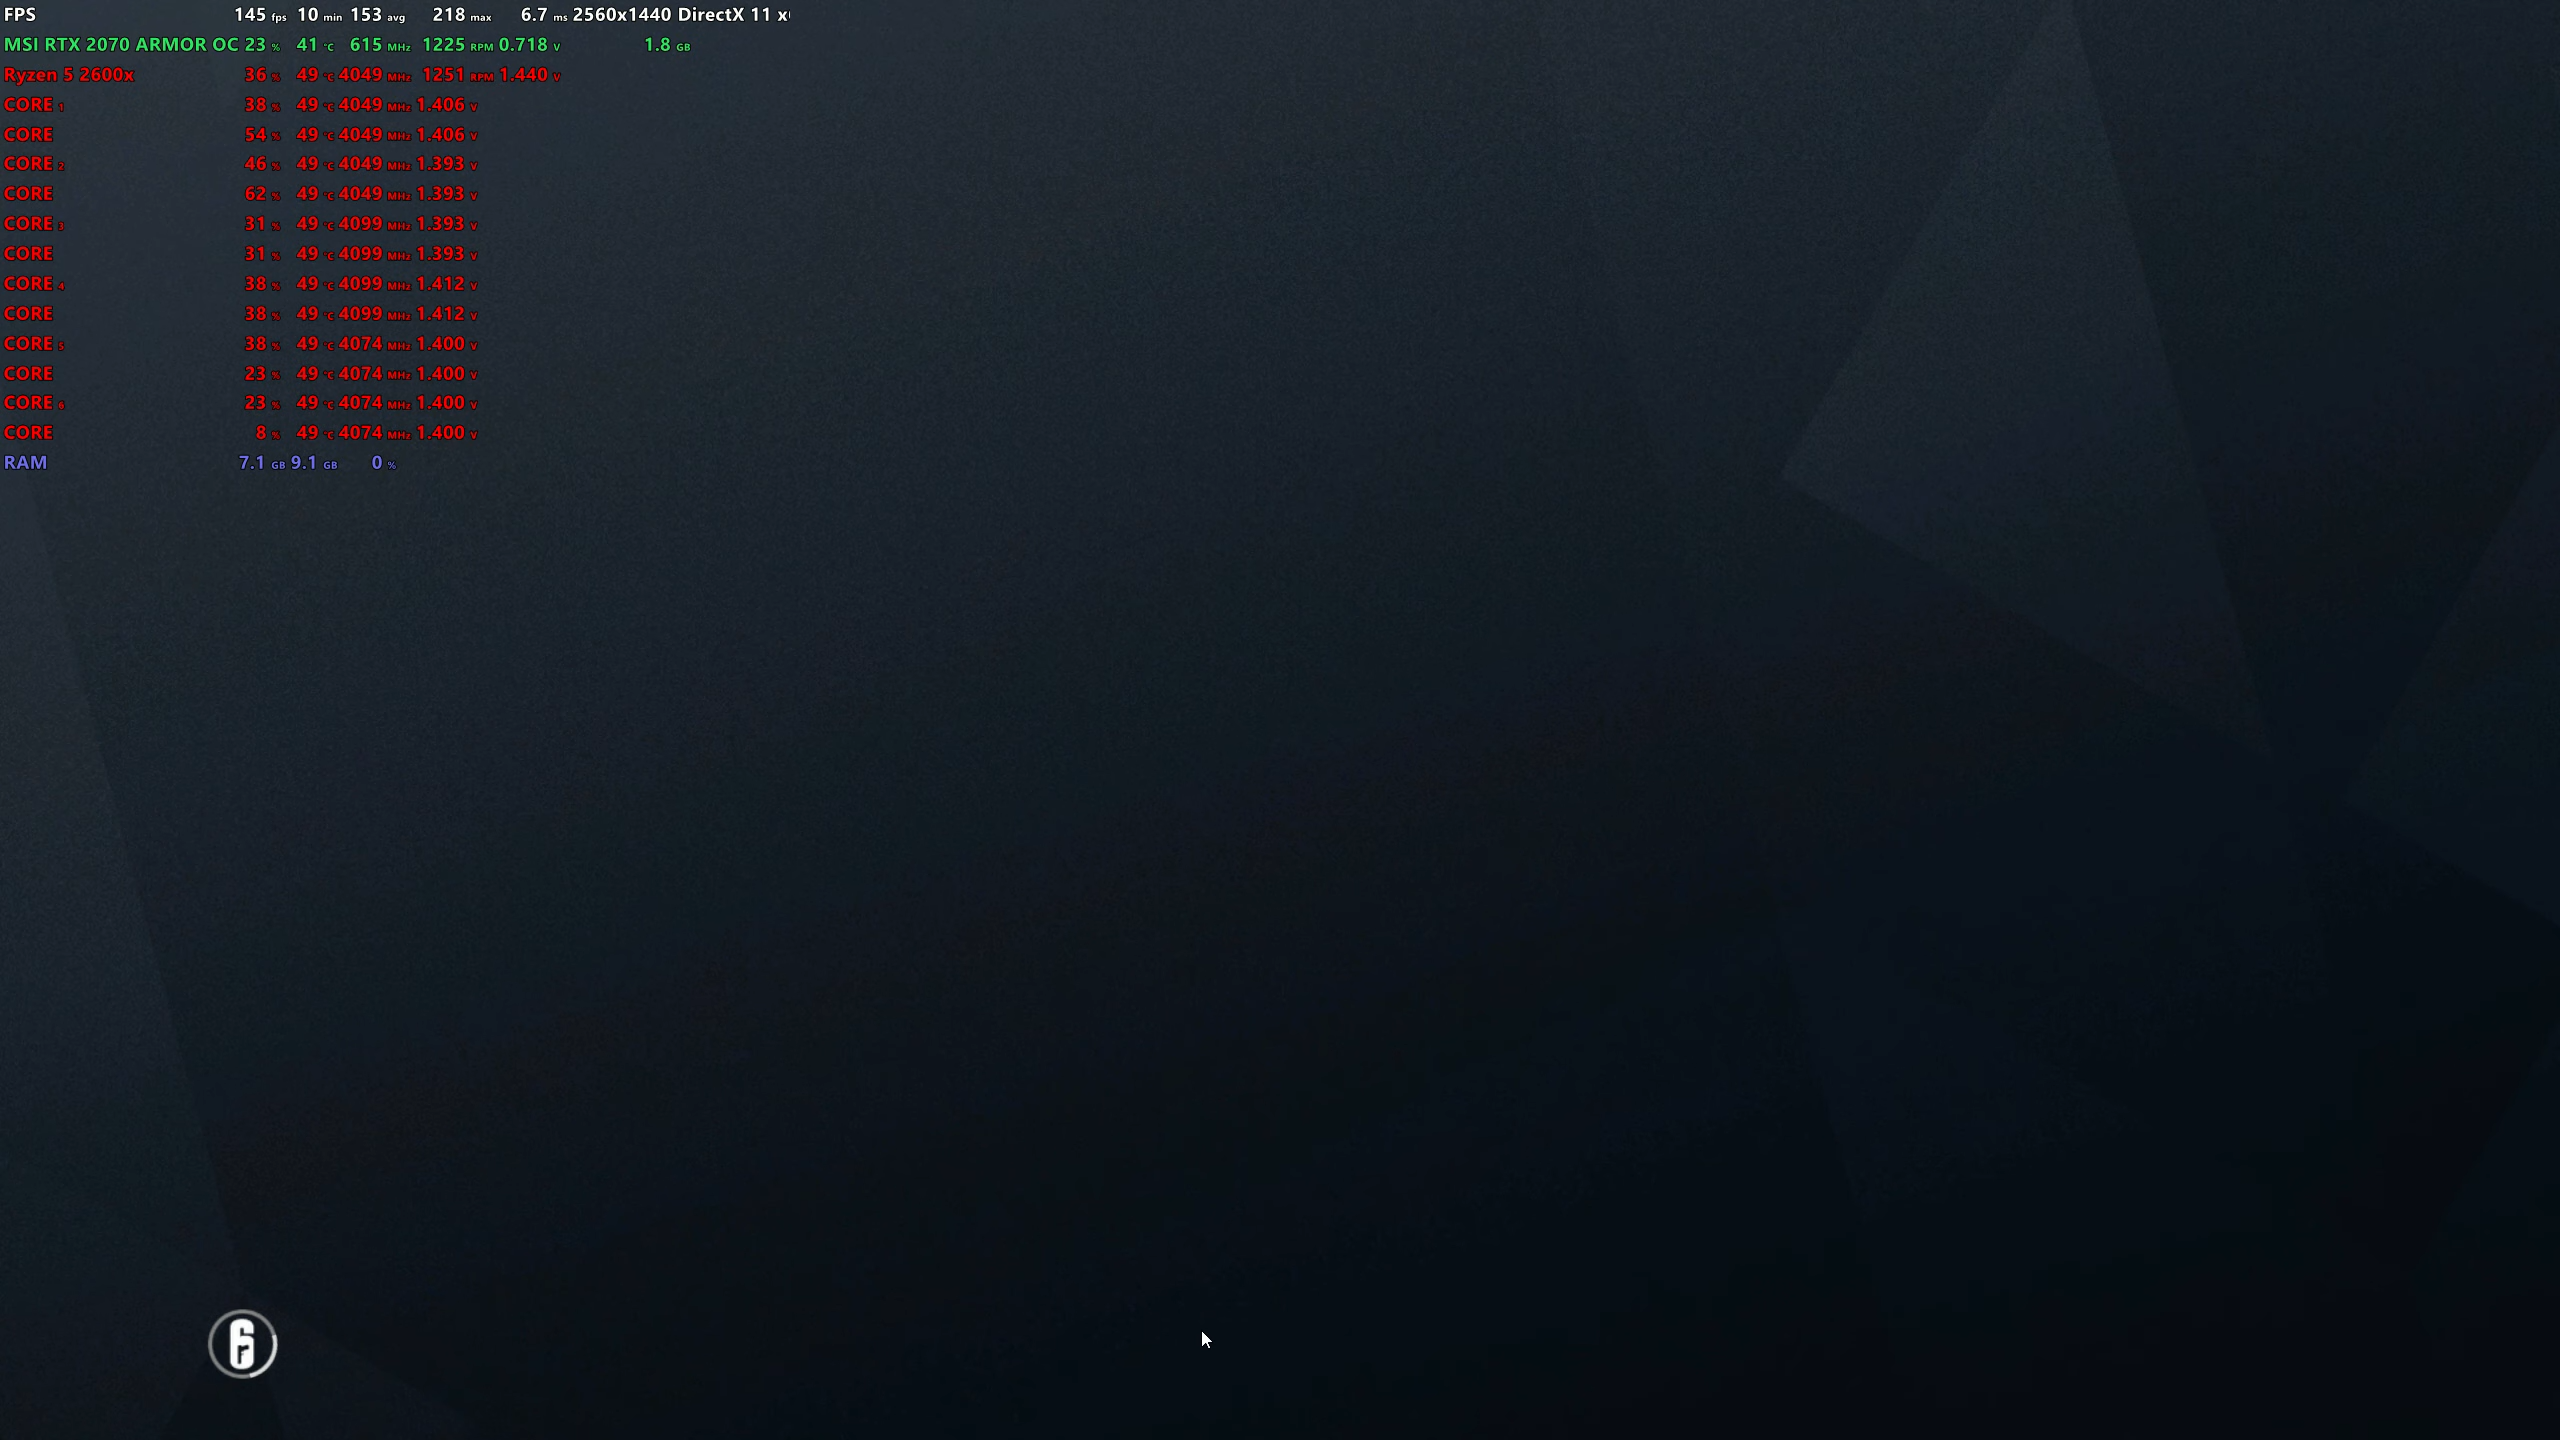 FPS 145 fps 10 min 153 avg 218 max 6.7 ms 2560x1440 DirectX 11
MSI RTX 2070 ARMOR OC 23 % 41 °C 615 MHz 1225 RPM 0.718 V 1.8 GB
Ryzen 5 2600x 36 % 49 °C 4049 MHz 1251 RPM 1.440 V
CORE 1 38 % 49 °C 4049 MHz 1.406 V
CORE 54 % 49 °C 4049 MHz 1.406 V
CORE 2 46 % 49 °C 4049 MHz 1.393 V
CORE 62 % 49 °C 4049 MHz 1.393 V
CORE 3 31 % 49 °C 4099 MHz 1.393 V
CORE 31 % 49 °C 4099 MHz 1.393 V
CORE 4 38 % 49 °C 4099 MHz 1.412 V
CORE 38 % 49 °C 4099 MHz 1.412 V
CORE 5 38 % 49 °C 4074 MHz 1.400 V
CORE 23 % 49 °C 4074 MHz 1.400 V
CORE 6 23 % 49 °C 4074 MHz 1.400 V
CORE 8 % 49 °C 4074 MHz 1.400 V
RAM 7.1 GB 9.1 GB 0 %
6